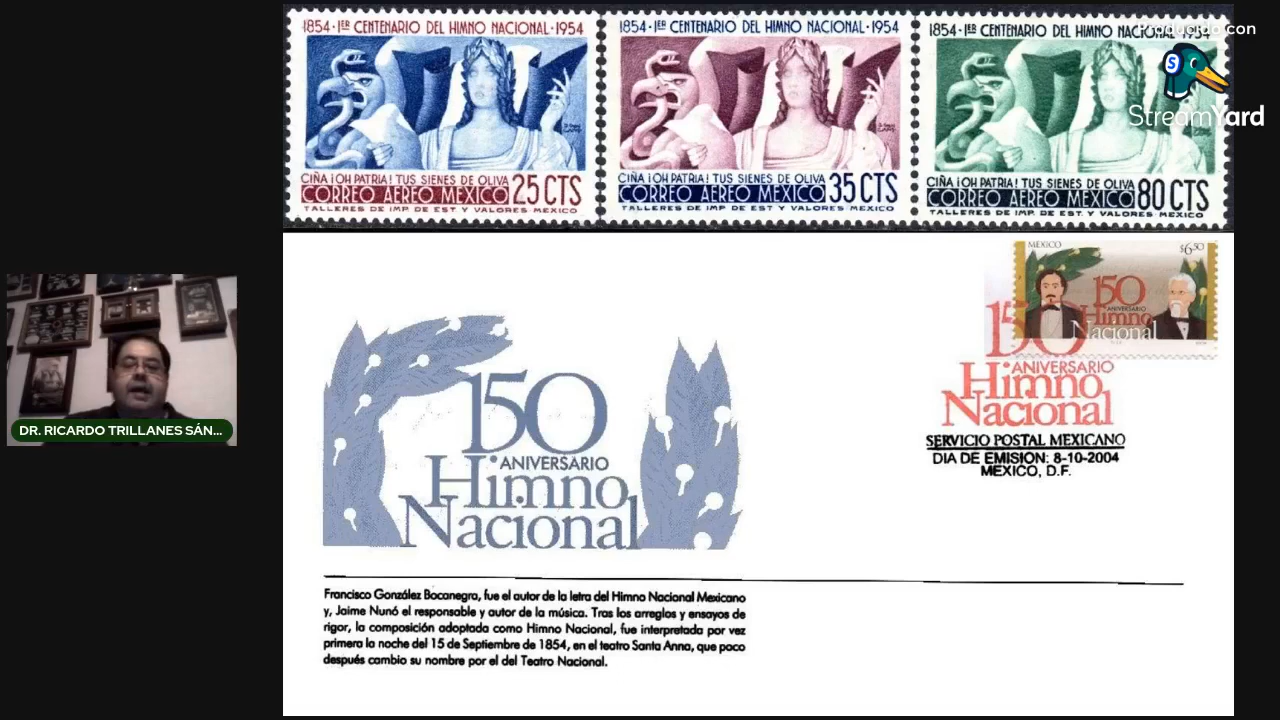 1854·1ER CENTENARIO DEL HIMNO NACIONAL·1954
CIÑA ¡OH PATRIA! TUS SIENES DE OLIVA
CORREO AEREO MEXICO 25 CTS
TALLERES DE IMP. DE EST. Y VALORES-MEXICO
1854·1ER CENTENARIO DEL HIMNO NACIONAL·1954
CIÑA ¡OH PATRIA! TUS SIENES DE OLIVA
CORREO AEREO MEXICO 35 CTS
TALLERES DE IMP. DE EST. Y VALORES-MEXICO
1854·1ER CENTENARIO DEL HIMNO NACIONAL·1954
CIÑA ¡OH PATRIA! TUS SIENES DE OLIVA
CORREO AEREO MEXICO 80 CTS
TALLERES DE IMP. DE EST. Y VALORES-MEXICO
StreamYard
MEXICO $6.50
150
ANIVERSARIO
Himno
Nacional
150
ANIVERSARIO
Himno
Nacional
SERVICIO POSTAL MEXICANO
DIA DE EMISION: 8-10-2004
MEXICO, D.F.
150
ANIVERSARIO
Himno
Nacional
DR. RICARDO TRILLANES SÁN...
Francisco González Bocanegra, fue el autor de la letra del Himno Nacional Mexicano
y, Jaime Nunó el responsable y autor de la música. Tras los arreglos y ensayos de
rigor, la composición adoptada como Himno Nacional, fue interpretada por vez
primera la noche del 15 de Septiembre de 1854, en el teatro Santa Anna, que poco
después cambio su nombre por el del Teatro Nacional.